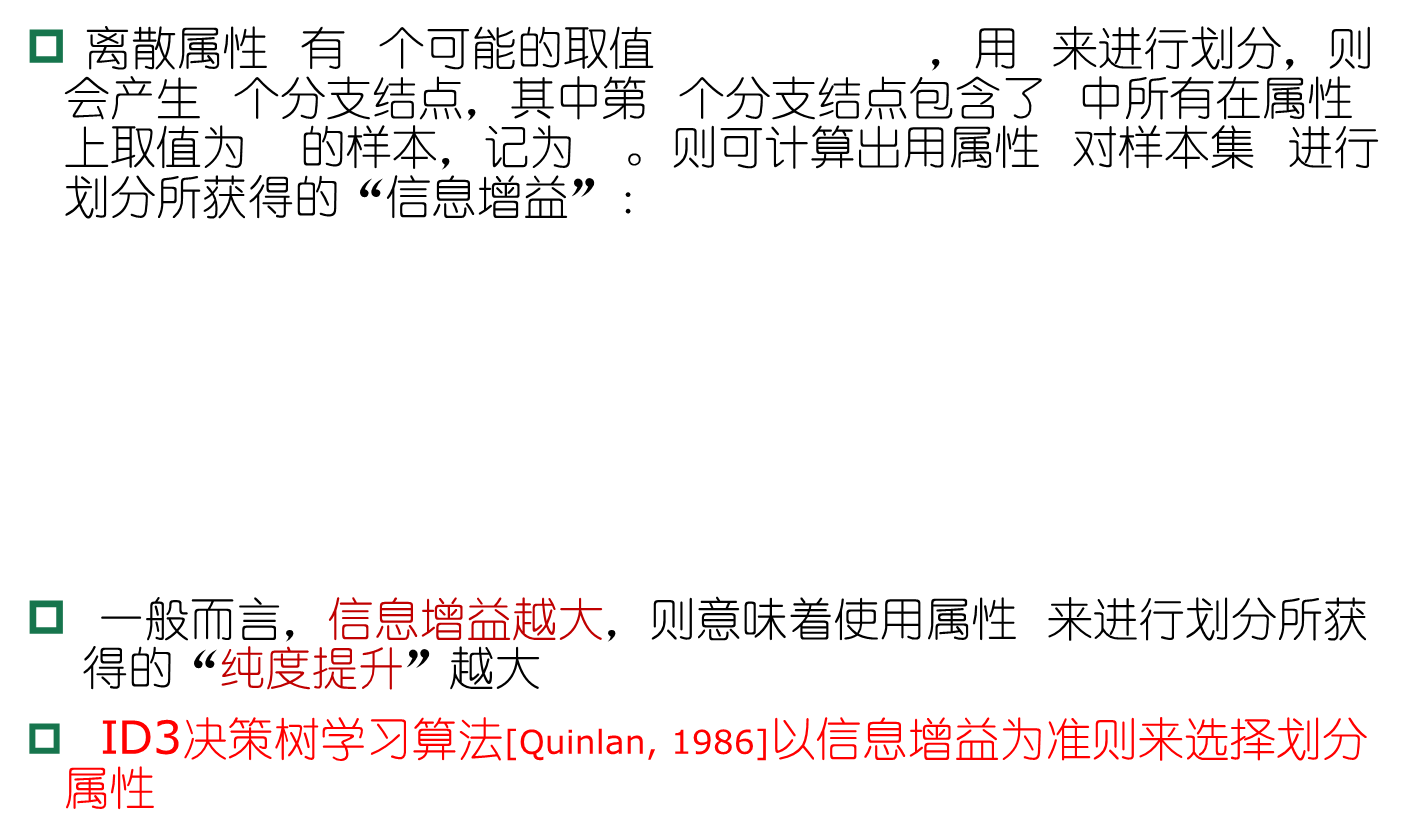 离散属性 有 个可能的取值 ，用 来进行划分，则
会产生 个分支结点，其中第 个分支结点包含了 中所有在属性
上取值为 的样本，记为 。则可计算出用属性 对样本集 进行
划分所获得的“信息增益”：
一般而言，信息增益越大，则意味着使用属性 来进行划分所获
得的“纯度提升”越大
ID3决策树学习算法[Quinlan, 1986]以信息增益为准则来选择划分
属性